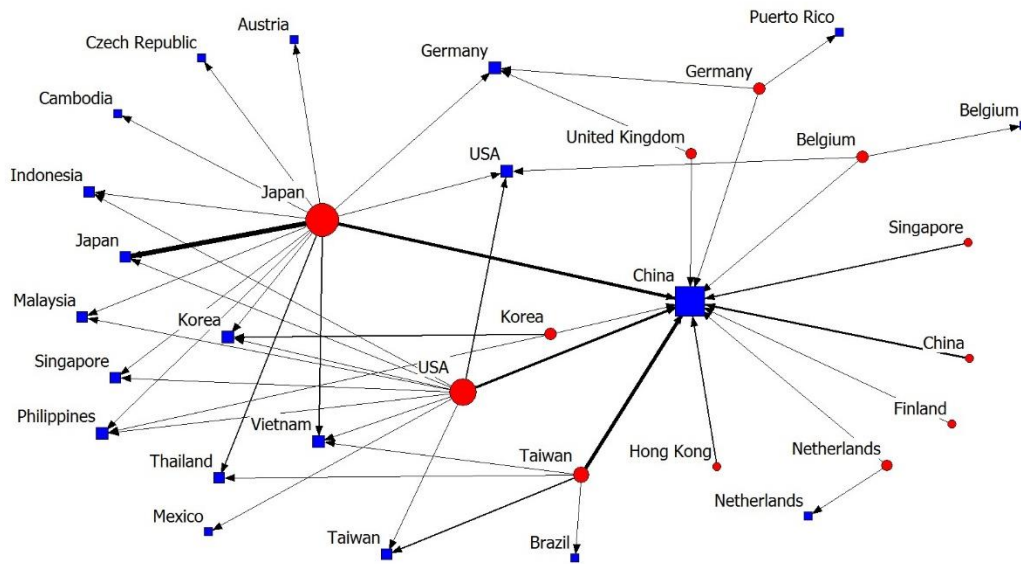 Puerto Rico
Austria
Czech Republic
Germany
Germany
Cambodia
Belgium
United Kingdom
Belgium
USA
Indonesia
Japan
Singapore
Japan
China
Malaysia
Korea
Korea
China
Singapore
USA
Philippines
Vietnam
Finland
Taiwan
Hong Kong
Netherlands
Thailand
Netherlands
Mexico
Taiwan
Brazil